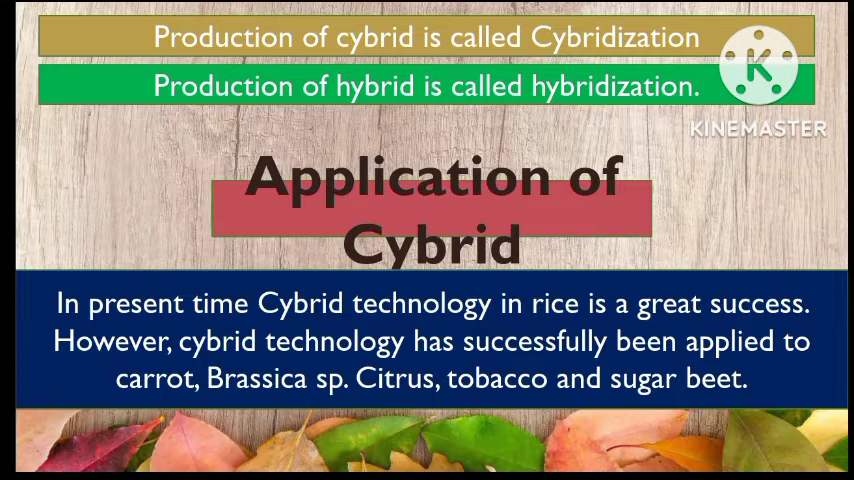 Production of cybrid is called Cybridization
Production of hybrid is called hybridization.
K
KINEMASTER
Application of
Cybrid
In present time Cybrid technology in rice is a great success.
However, cybrid technology has successfully been applied to
carrot, Brassica sp. Citrus, tobacco and sugar beet.